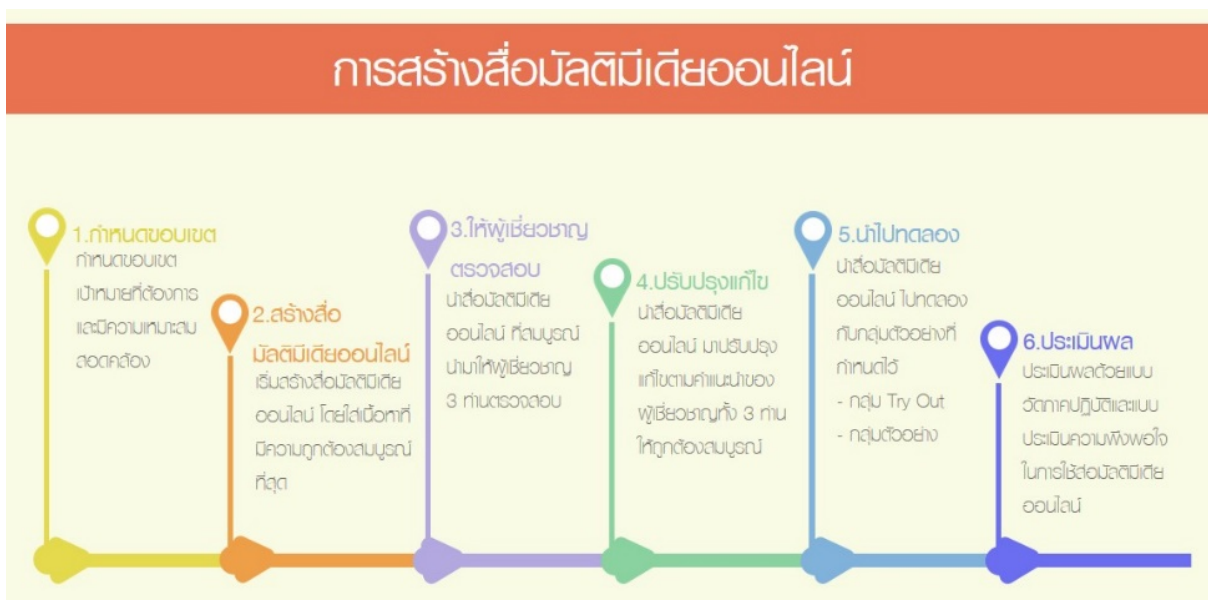 การสร้างสื่อมัลติมีเดียออนไลน์
1.กำหนดขอบเขต
กำหนดขอบเขต
เป้าหมายที่ต้องการ
และมีความเหมาะสม
สอดคล้อง
2.สร้างสื่อ
มัลติมีเดียออนไลน์
เริ่มสร้างสื่อมัลติมีเดีย
ออนไลน์ โดยใส่เนื้อหาที่
มีความถูกต้องสมบูรณ์
ที่สุด
3.ให้ผู้เชี่ยวชาญ
ตรวจสอบ
นำสื่อมัลติมีเดีย
ออนไลน์ ที่สมบูรณ์
นำมาให้ผู้เชี่ยวชาญ
3 ท่านตรวจสอบ
4.ปรับปรุงแก้ไข
นำสื่อมัลติมีเดีย
ออนไลน์ มาปรับปรุง
แก้ไขตามคำแนะนำของ
ผู้เชี่ยวชาญทั้ง 3 ท่าน
ให้ถูกต้องสมบูรณ์
5.นำไปทดลอง
นำสื่อมัลติมีเดีย
ออนไลน์ ไปทดลอง
กับกลุ่มตัวอย่างที่
กำหนดไว้
- กลุ่ม Try Out
- กลุ่มตัวอย่าง
6.ประเมินผล
ประเมินผลด้วยแบบ
วัดภาคปฏิบัติและแบบ
ประเมินความพึงพอใจ
ในการใช้ส่อมัลติมีเดีย
ออนไลน์